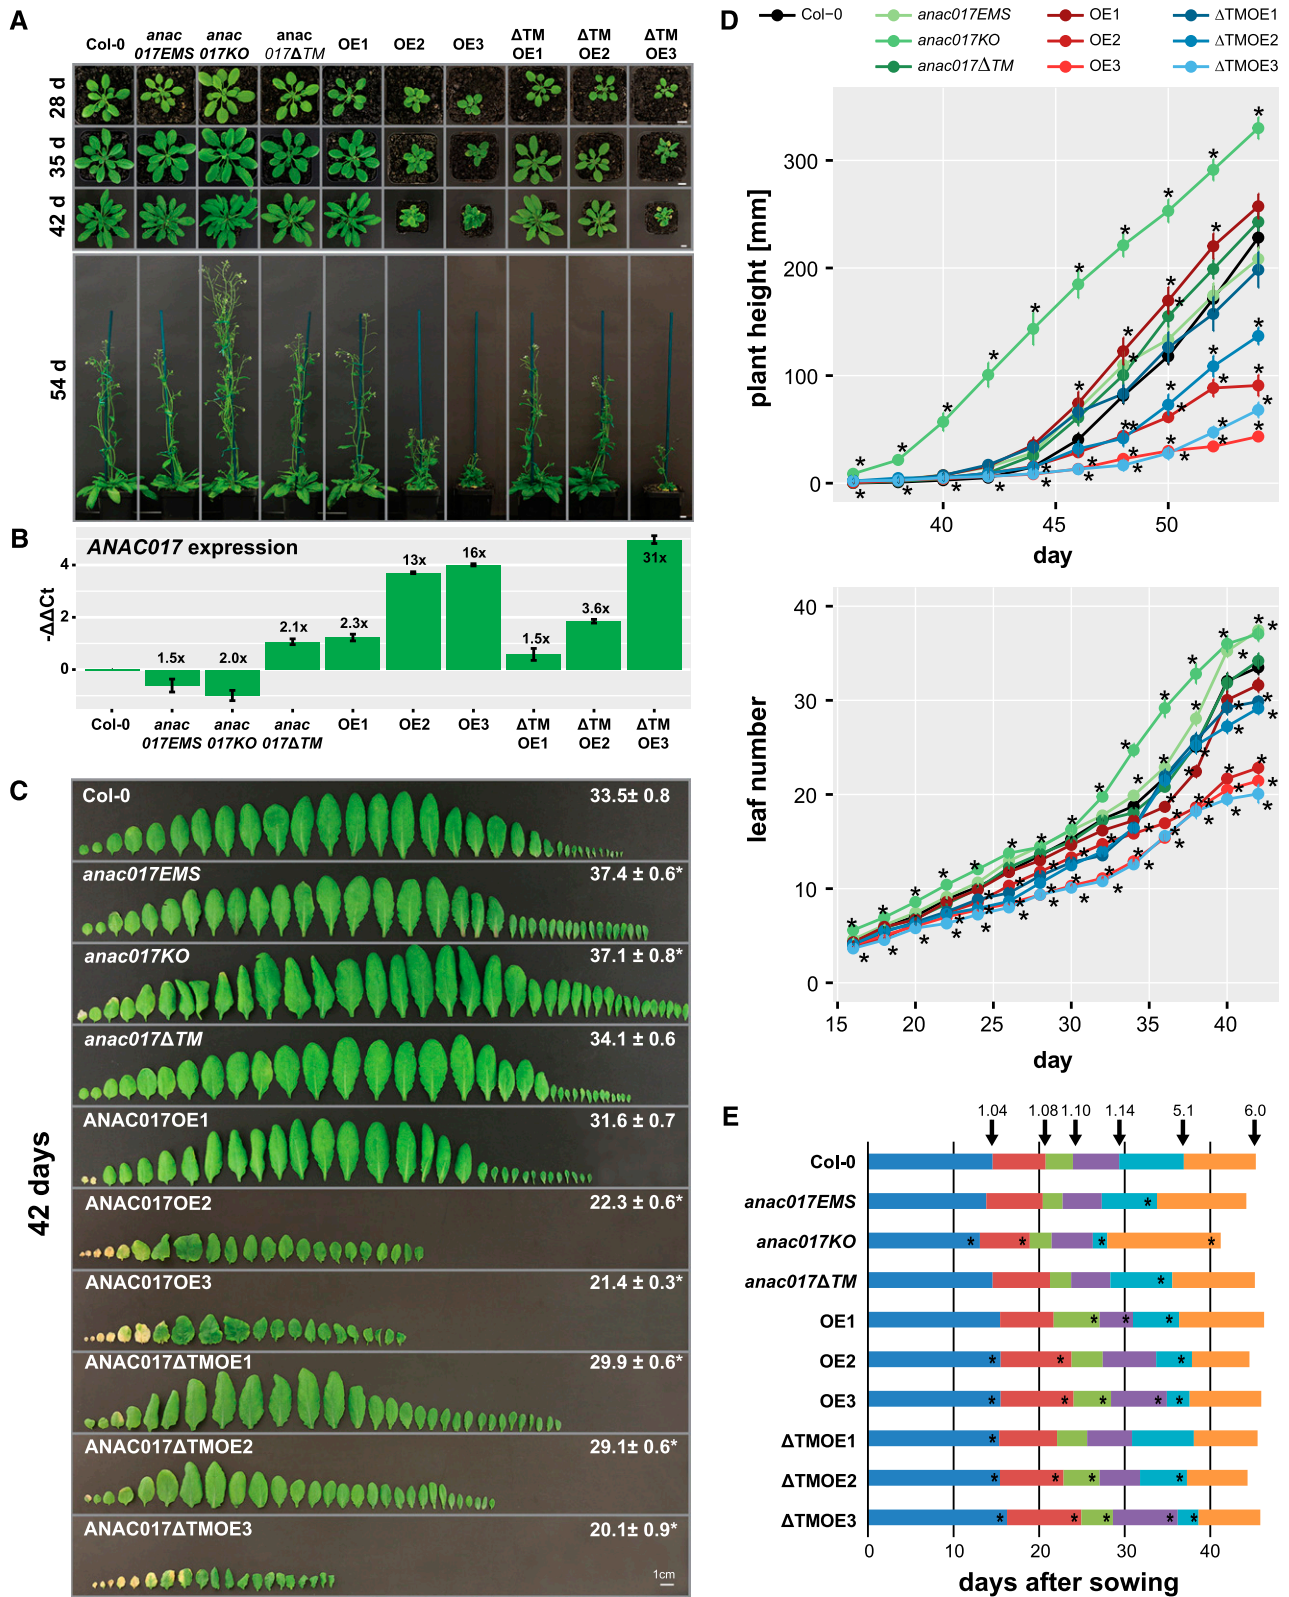 A
Col-0
anac
017EMS
anac
017KO
anac
017ΔTM
OE1
OE2
OE3
ΔTM
OE1
ΔTM
OE2
ΔTM
OE3
28 d
35 d
42 d
54 d
B
ANAC017 expression
-ΔΔCt
4
2
0
1.5x
2.0x
2.1x
2.3x
13x
16x
1.5x
3.6x
31x
Col-0
anac
017EMS
anac
017KO
anac
017ΔTM
OE1
OE2
OE3
ΔTM
OE1
ΔTM
OE2
ΔTM
OE3
C
42 days
Col-0 33.5± 0.8
anac017EMS 37.4 ± 0.6*
anac017KO 37.1 ± 0.8*
anac017ΔTM 34.1 ± 0.6
ANAC017OE1 31.6 ± 0.7
ANAC017OE2 22.3 ± 0.6*
ANAC017OE3 21.4 ± 0.3*
ANAC017ΔTMOE1 29.9 ± 0.6*
ANAC017ΔTMOE2 29.1± 0.6*
ANAC017ΔTMOE3 20.1± 0.9*
1cm
D
Col−0
anac017EMS
anac017KO
anac017ΔTM
OE1
OE2
OE3
ΔTMOE1
ΔTMOE2
ΔTMOE3
plant height [mm]
300
200
100
0
40 45 50
day
leaf number
40
30
20
10
0
15 20 25 30 35 40
day
E
1.04 1.08 1.10 1.14 5.1 6.0
Col-0
anac017EMS
anac017KO
anac017ΔTM
OE1
OE2
OE3
ΔTMOE1
ΔTMOE2
ΔTMOE3
0 10 20 30 40
days after sowing